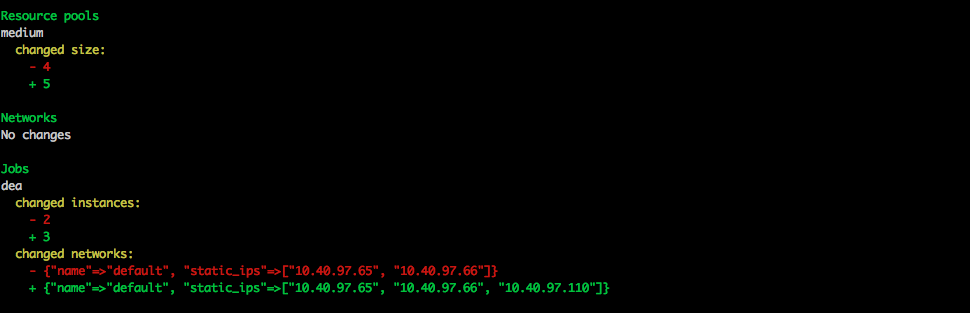 Resource pools
medium
changed size:
- 4
+ 5
Networks
No changes
Jobs
dea
changed instances:
- 2
+ 3
changed networks:
- {"name"=>"default", "static_ips"=>["10.40.97.65", "10.40.97.66"]}
+ {"name"=>"default", "static_ips"=>["10.40.97.65", "10.40.97.66", "10.40.97.110"]}